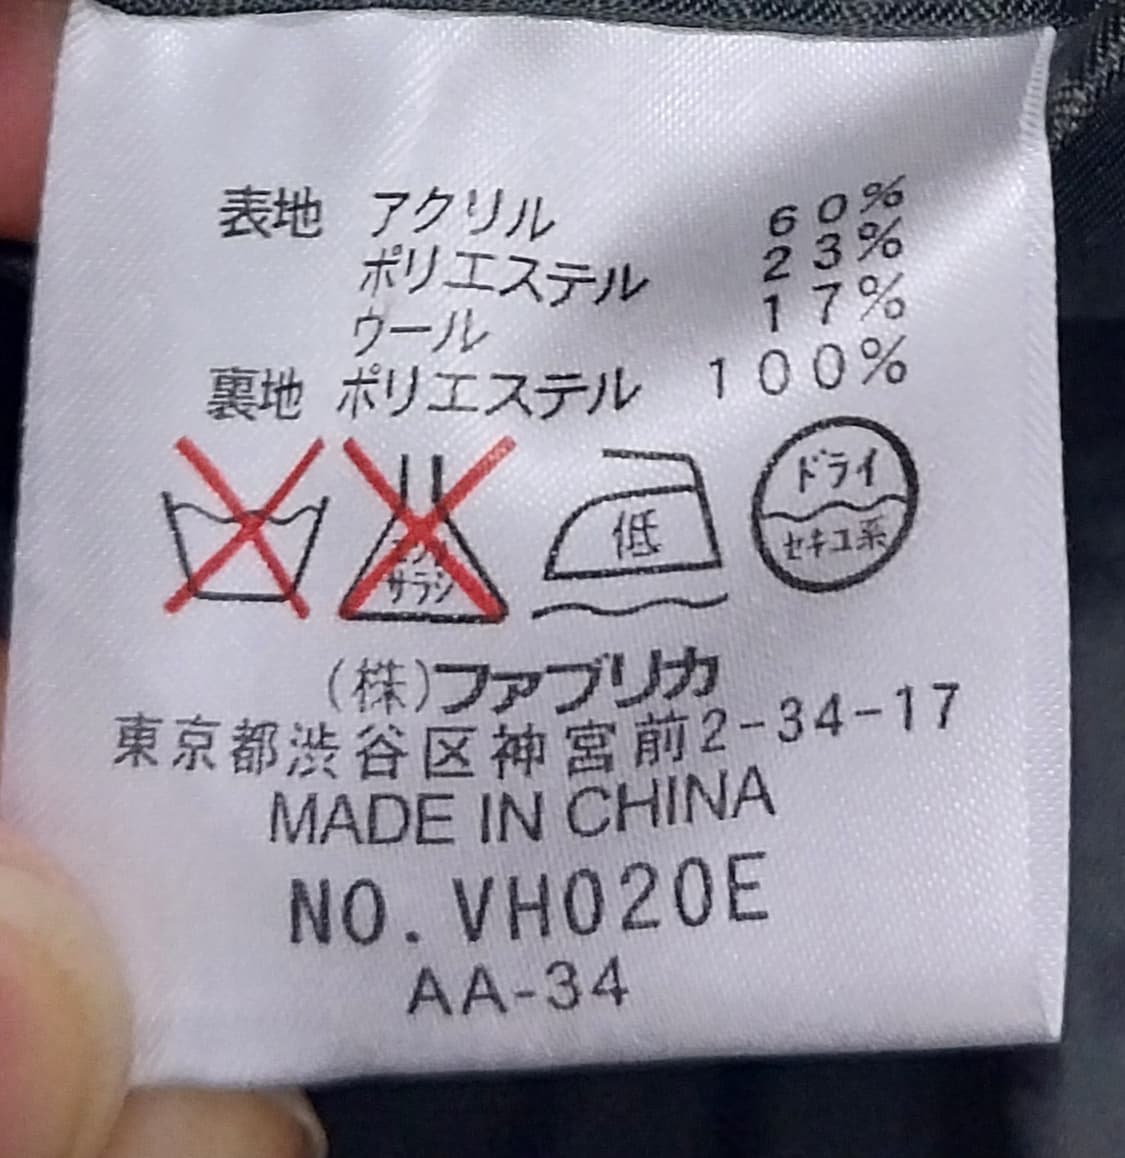 表地 アクリル 60%
ポリエステル 23%
ウール 17%
裏地 ポリエステル 100%
サラシ
低
ドライ
セキユ系
(株)ファブリカ
東京都渋谷区神宮前2-34-17
MADE IN CHINA
NO. VH020E
AA-34